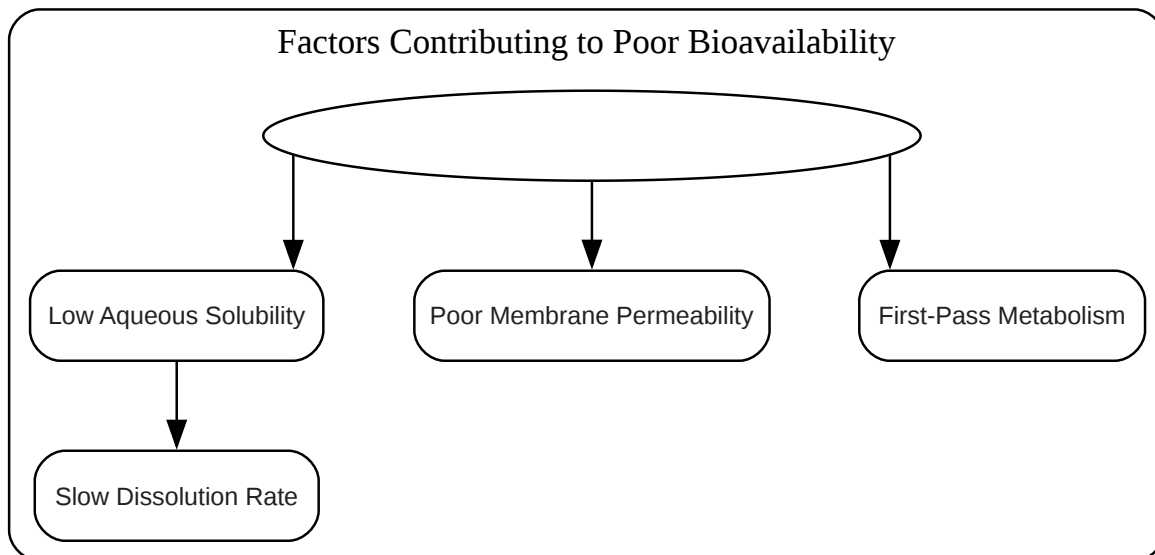 Factors Contributing to Poor Bioavailability
Low Aqueous Solubility
Poor Membrane Permeability
First-Pass Metabolism
Slow Dissolution Rate